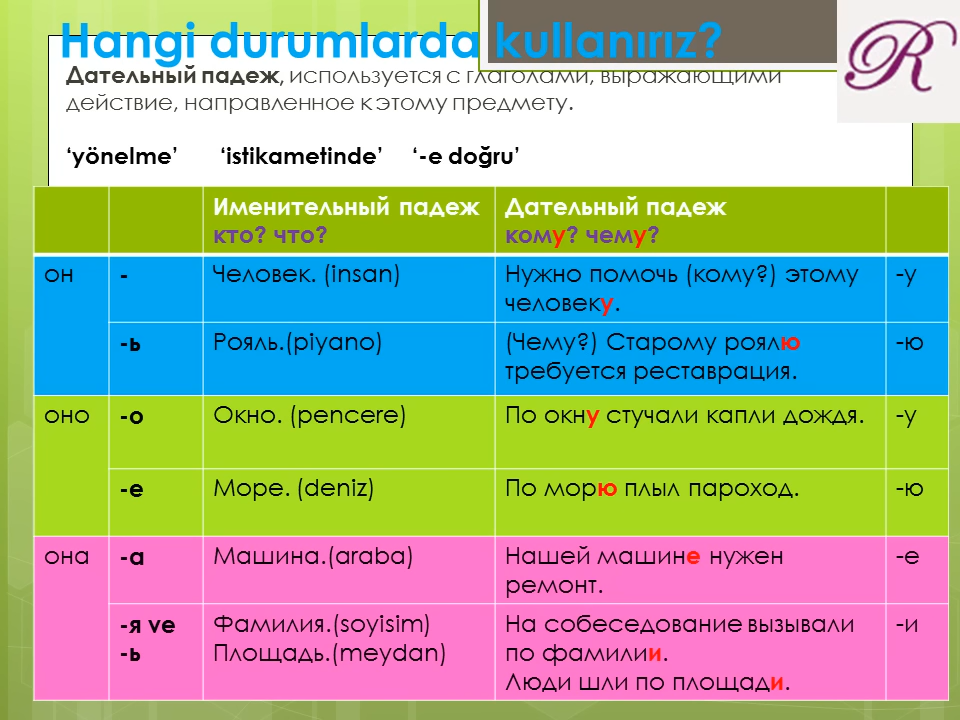 Hangi durumlarda kullanırız?
R
Дательный падеж, используется с глаголами, выражающими
действие, направленное к этому предмету.
‘yönelme’ ‘istikametinde’ ‘-e doğru’
Именительный падеж
кто? что?
Дательный падеж
кому? чему?
он
-
Человек. (insan)
Нужно помочь (кому?) этому
человеку.
-у
-ь
Рояль.(piyano)
(Чему?) Старому роялю
требуется реставрация.
-ю
оно
-о
Окно. (pencere)
По окну стучали капли дождя.
-у
-е
Море. (deniz)
По морю плыл пароход.
-ю
она
-а
Машина.(araba)
Нашей машине нужен
ремонт.
-е
-я ve
-ь
Фамилия.(soyisim)
Площадь.(meydan)
На собеседование вызывали
по фамилии.
Люди шли по площади.
-и